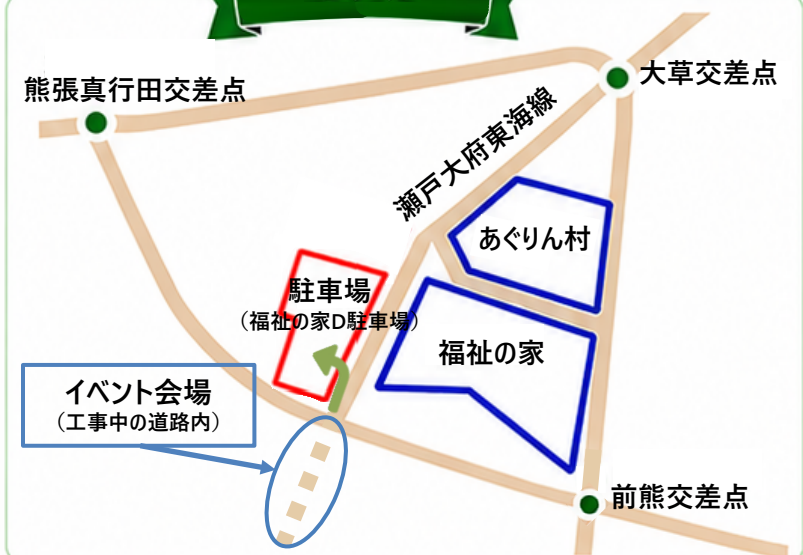 大草交差点
熊張真行田交差点
瀬戸大府東海線
あぐりん村
駐車場
（福祉の家D駐車場）
福祉の家
イベント会場
（工事中の道路内）
前熊交差点